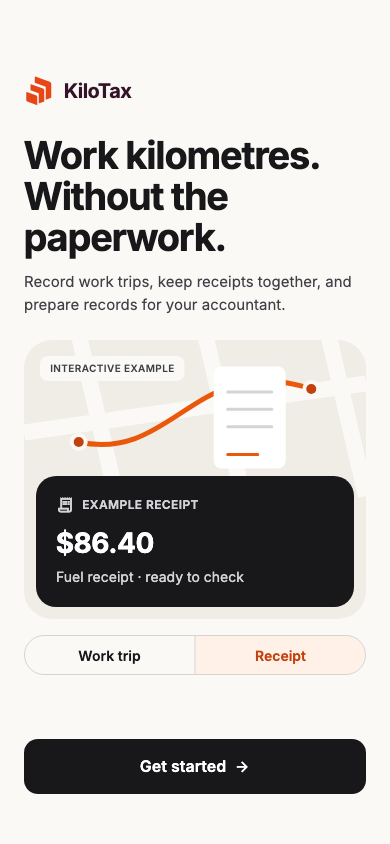 KiloTax
Work kilometres.
Without the
paperwork.
Record work trips, keep receipts together, and
prepare records for your accountant.
INTERACTIVE EXAMPLE
EXAMPLE RECEIPT
$86.40
Fuel receipt · ready to check
Work trip
Receipt
Get started →